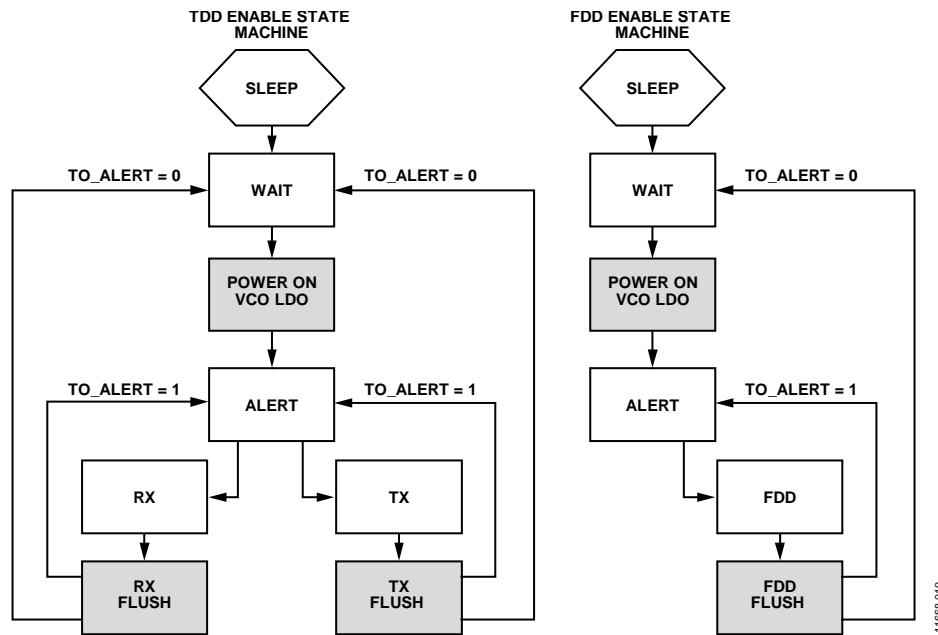 TDD ENABLE STATE
MACHINE
SLEEP
TO_ALERT = 0
WAIT
TO_ALERT = 0
POWER ON
VCO LDO
TO_ALERT = 1
ALERT
TO_ALERT = 1
RX
TX
RX
FLUSH
TX
FLUSH
FDD ENABLE STATE
MACHINE
SLEEP
WAIT
TO_ALERT = 0
POWER ON
VCO LDO
ALERT
TO_ALERT = 1
FDD
FDD
FLUSH